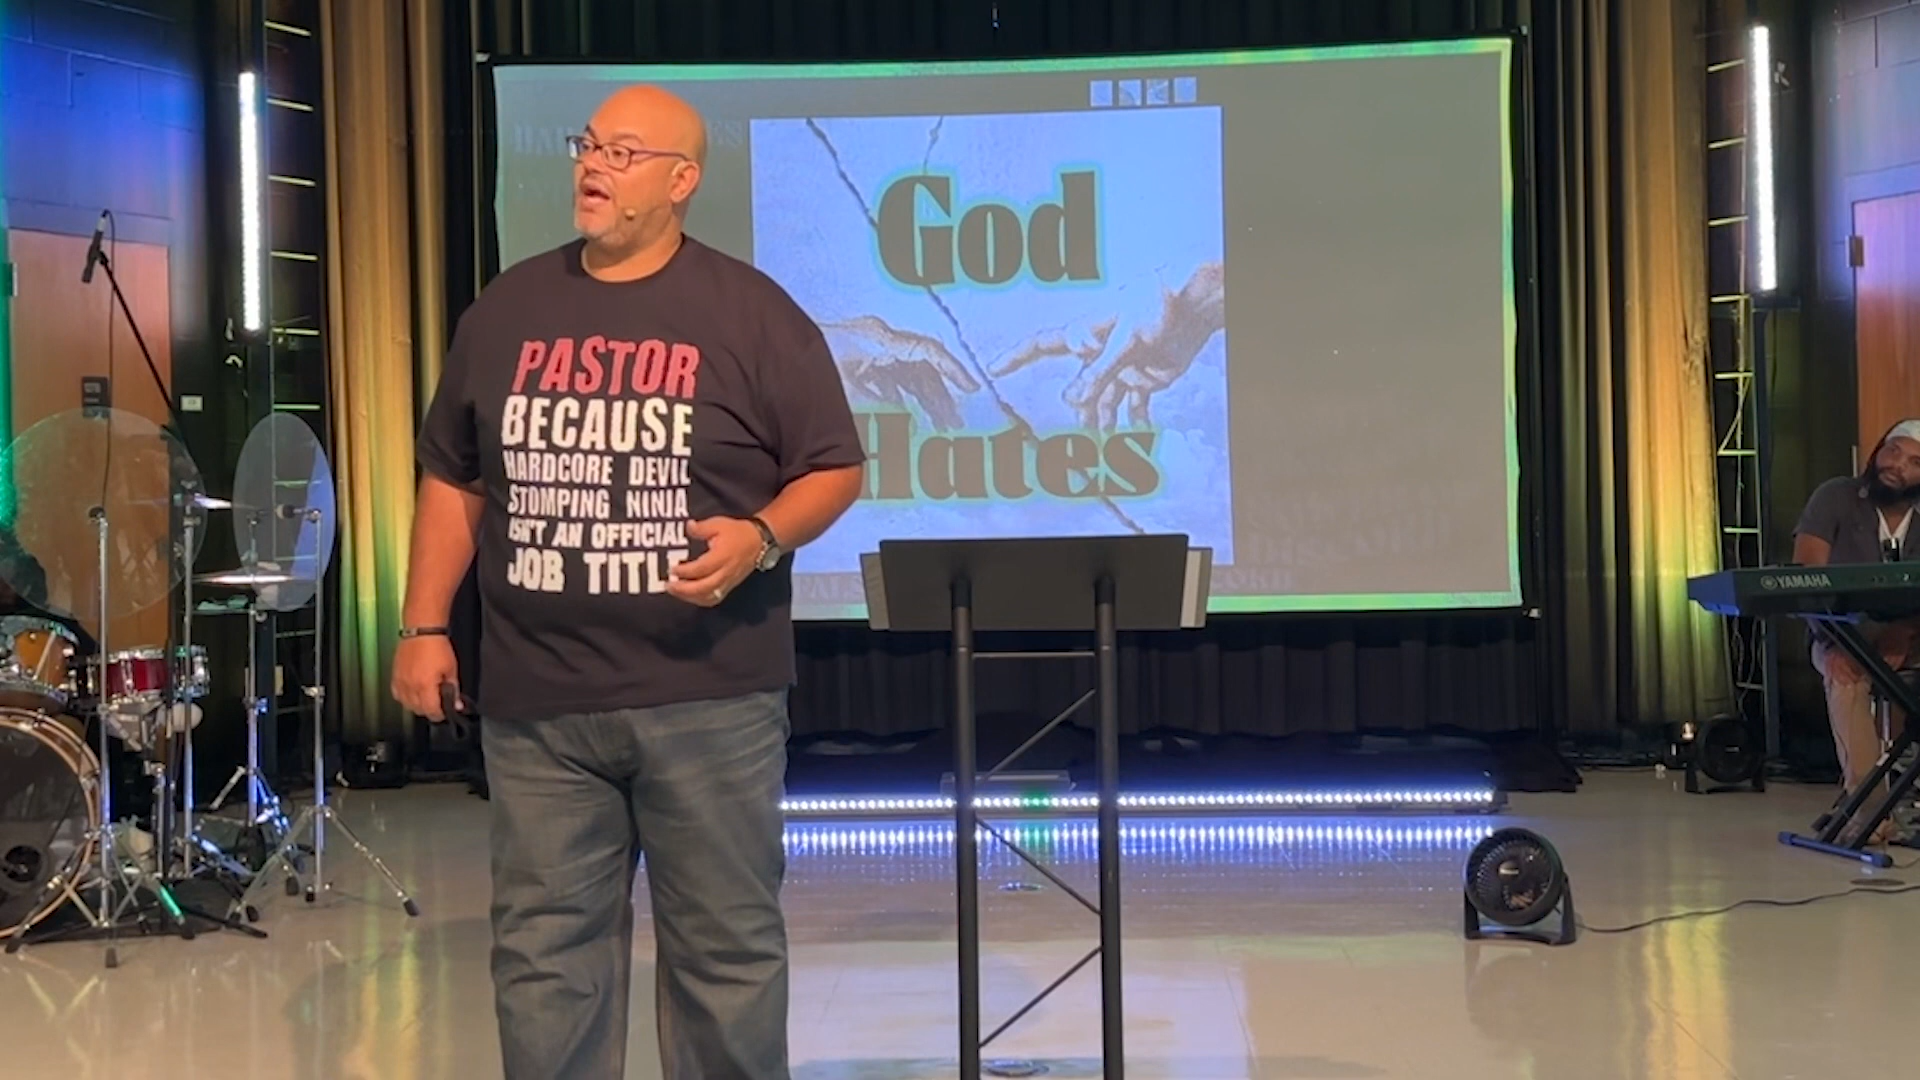 God
Hates
PASTOR
BECAUSE
HARDCORE DEVIL
STOMPING NINJA
ISN'T AN OFFICIAL
JOB TITLE
YAMAHA